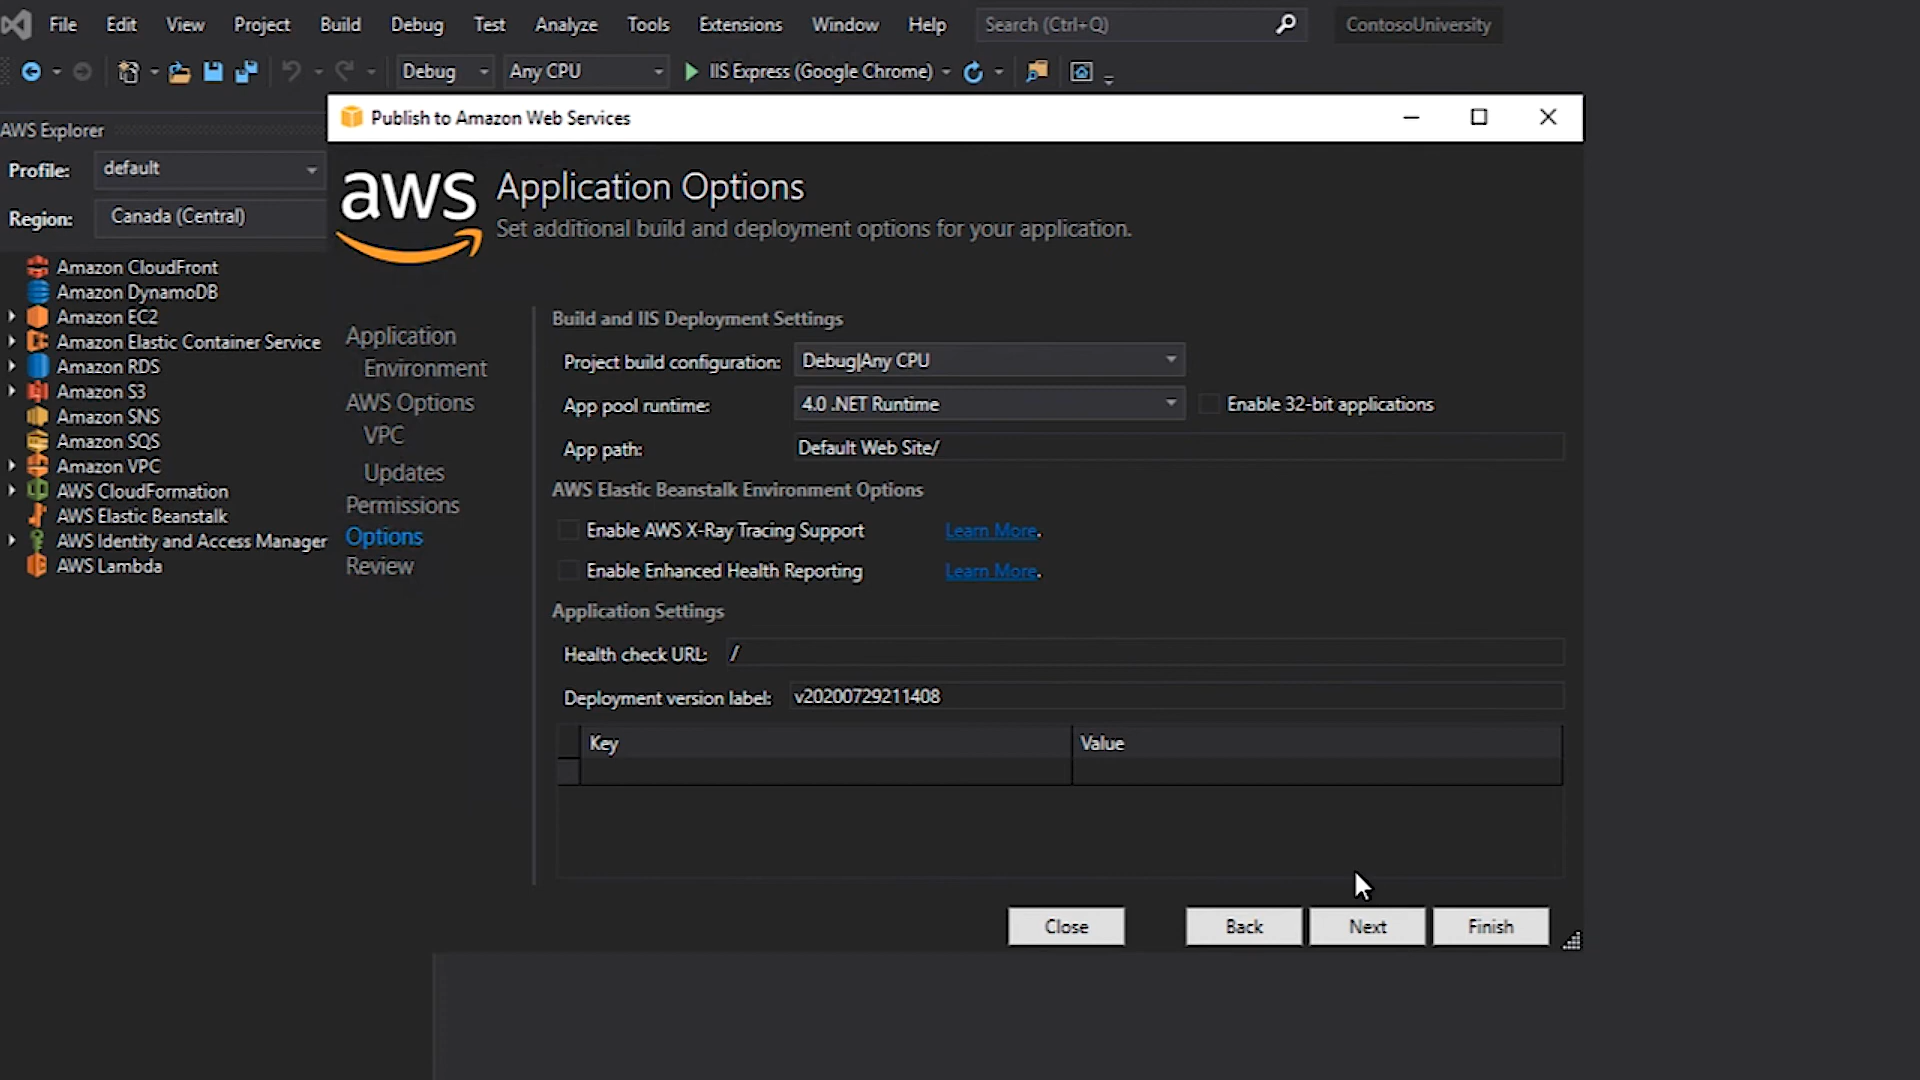 File Edit View Project Build Debug Test Analyze Tools Extensions Window Help Search (Ctrl+Q) ContosoUniversity
Debug Any CPU IIS Express (Google Chrome)
AWS Explorer
Profile: default
Region: Canada (Central)
Amazon CloudFront
Amazon DynamoDB
Amazon EC2
Amazon Elastic Container Service
Amazon RDS
Amazon S3
Amazon SNS
Amazon SQS
Amazon VPC
AWS CloudFormation
AWS Elastic Beanstalk
AWS Identity and Access Manager
AWS Lambda
Publish to Amazon Web Services
aws
Application Options
Set additional build and deployment options for your application.
Application
Environment
AWS Options
VPC
Updates
Permissions
Options
Review
Build and IIS Deployment Settings
Project build configuration: Debug|Any CPU
App pool runtime: 4.0 .NET Runtime Enable 32-bit applications
App path: Default Web Site/
AWS Elastic Beanstalk Environment Options
Enable AWS X-Ray Tracing Support Learn More.
Enable Enhanced Health Reporting Learn More.
Application Settings
Health check URL: /
Deployment version label: v20200729211408
Key Value
Close Back Next Finish